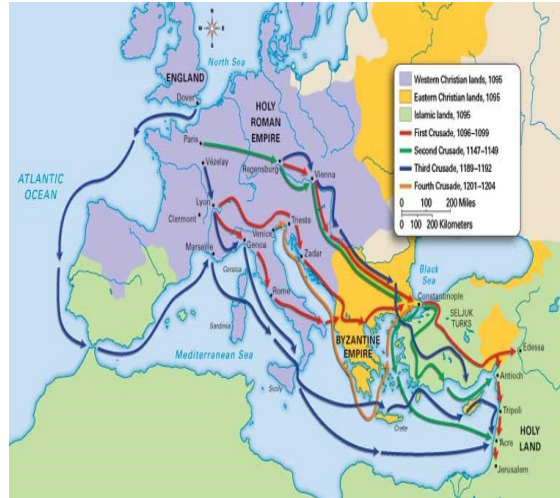 North Sea
ENGLAND
Dover
HOLY
ROMAN
EMPIRE
Paris
Vézelay
Regensburg
Vienna
ATLANTIC
OCEAN
Lyon
Clermont
Trieste
Venice
Genoa
Zadar
Marseille
Corsica
Rome
Sardinia
Mediterranean Sea
Sicily
Black
Sea
Constantinople
SELJUK
TURKS
BYZANTINE
EMPIRE
Edessa
Antioch
Crete
Tripoli
HOLY
LAND
Acre
Jerusalem
Western Christian lands, 1095
Eastern Christian lands, 1095
Islamic lands, 1095
First Crusade, 1096–1099
Second Crusade, 1147–1149
Third Crusade, 1189–1192
Fourth Crusade, 1201–1204
0 100 200 Miles
0 100 200 Kilometers